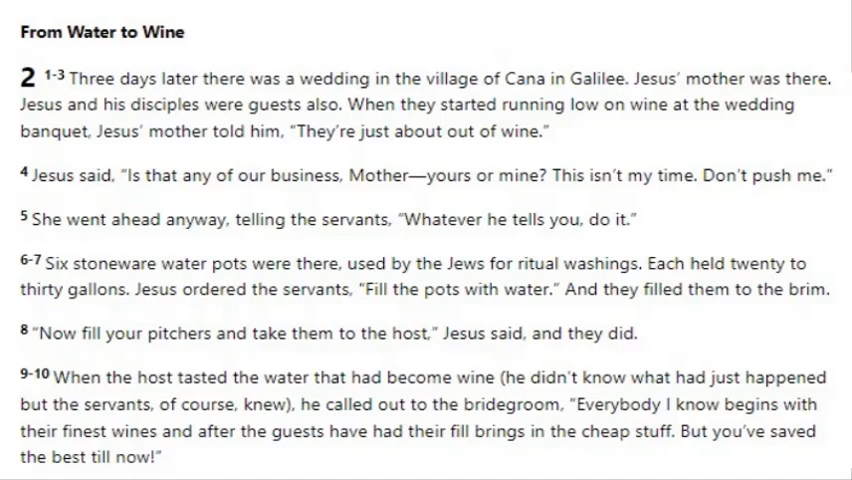 From Water to Wine
2 1-3 Three days later there was a wedding in the village of Cana in Galilee. Jesus’ mother was there.
Jesus and his disciples were guests also. When they started running low on wine at the wedding
banquet, Jesus’ mother told him, “They’re just about out of wine.”
4 Jesus said, “Is that any of our business, Mother—yours or mine? This isn’t my time. Don’t push me.”
5 She went ahead anyway, telling the servants, “Whatever he tells you, do it.”
6-7 Six stoneware water pots were there, used by the Jews for ritual washings. Each held twenty to
thirty gallons. Jesus ordered the servants, “Fill the pots with water.” And they filled them to the brim.
8 “Now fill your pitchers and take them to the host,” Jesus said, and they did.
9-10 When the host tasted the water that had become wine (he didn’t know what had just happened
but the servants, of course, knew), he called out to the bridegroom, “Everybody I know begins with
their finest wines and after the guests have had their fill brings in the cheap stuff. But you’ve saved
the best till now!”